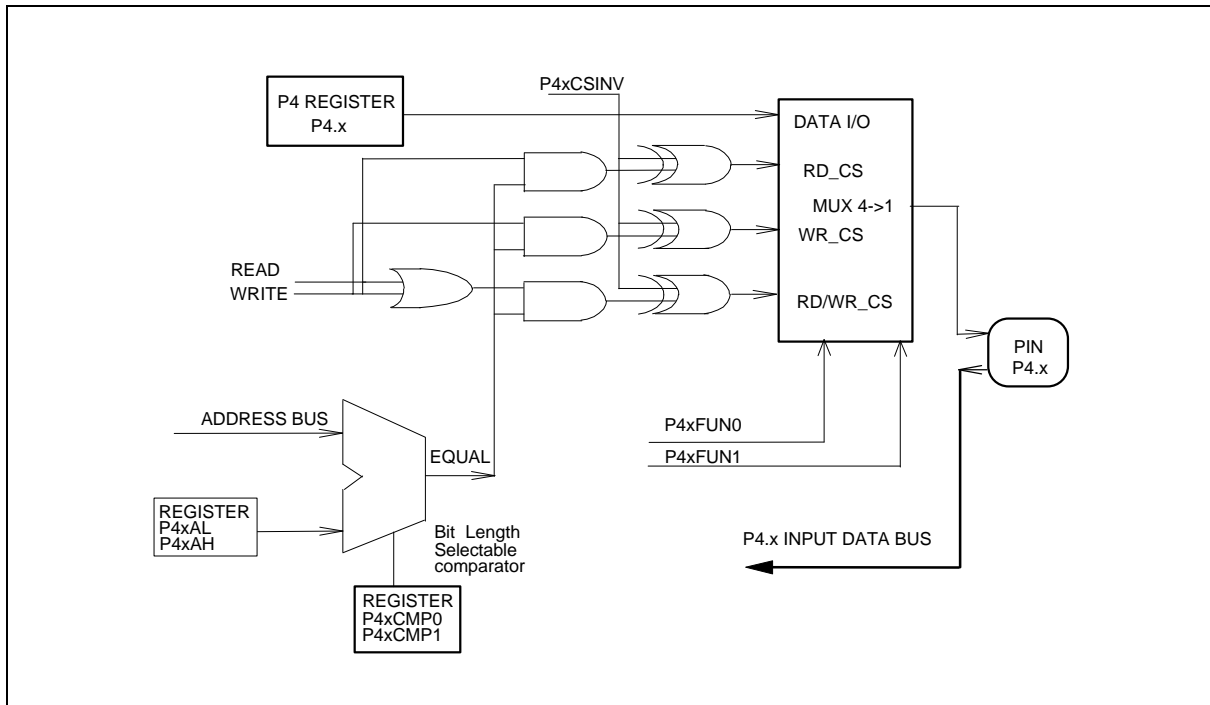 P4xCSINV
P4 REGISTER
P4.x
DATA I/O
RD_CS
MUX 4->1
WR_CS
READ
WRITE
RD/WR_CS
PIN
P4.x
ADDRESS BUS
P4xFUN0
EQUAL
P4xFUN1
REGISTER
P4xAL
P4xAH
Bit Length
Selectable
comparator
P4.x INPUT DATA BUS
REGISTER
P4xCMP0
P4xCMP1